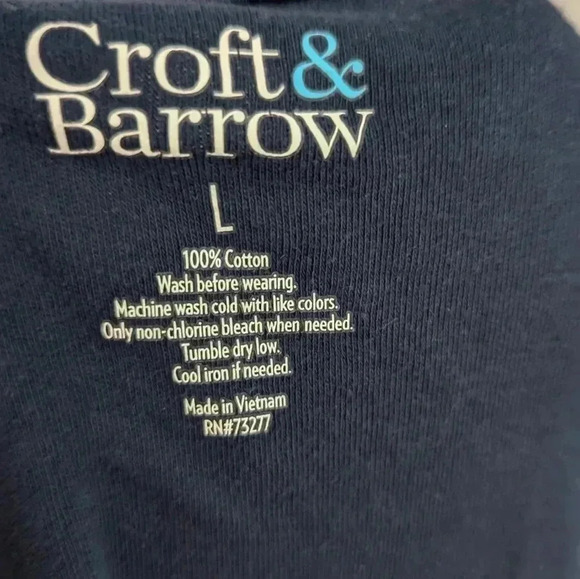 Croft &
Barrow
L
100% Cotton
Wash before wearing.
Machine wash cold with like colors.
Only non-chlorine bleach when needed.
Tumble dry low.
Cool iron if needed.
Made in Vietnam
RN#73277